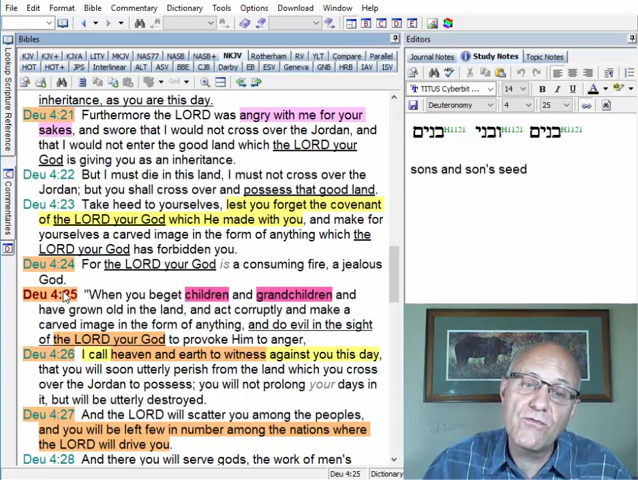 File Edit Format View Bibles Commentary Dictionary Tools Options Download Window Help
Bibles
KJV KJV+ KJVA LITV MKJV NAS77 NASB NASB+ NKJV Rotherham RV YLT Compare Parallel
HOT HOT+ JPS Interlinear Darby EB ESV Geneva GNB HRB IAV ISV
inheritance, as you are this day.
Deu 4:21 Furthermore the LORD was angry with me for your
sakes, and swore that I would not cross over the Jordan, and
that I would not enter the good land which the LORD your
God is giving you as an inheritance.
Deu 4:22 But I must die in this land, I must not cross over the
Jordan; but you shall cross over and possess that good land.
Deu 4:23 Take heed to yourselves, lest you forget the covenant
of the LORD your God which He made with you, and make for
yourselves a carved image in the form of anything which the
LORD your God has forbidden you.
Deu 4:24 For the LORD your God is a consuming fire, a jealous
God.
Deu 4:25 "When you beget children and grandchildren and
have grown old in the land, and act corruptly and make a
carved image in the form of anything, and do evil in the sight
of the LORD your God to provoke Him to anger,
Deu 4:26 I call heaven and earth to witness against you this day,
that you will soon utterly perish from the land which you cross
over the Jordan to possess; you will not prolong your days in
it, but will be utterly destroyed.
Deu 4:27 And the LORD will scatter you among the peoples,
and you will be left few in number among the nations where
the LORD will drive you.
Deu 4:28 And there you will serve gods, the work of men's
Deu 4:25 Dictionary
Lookup Scripture Reference
Commentaries
Editors
Journal Notes Study Notes Topic Notes
TITUS Cyberbit 14 B I U A
Deuteronomy 4 25
בנים H1121 ובני H1121 בנים H1121
sons and son's seed